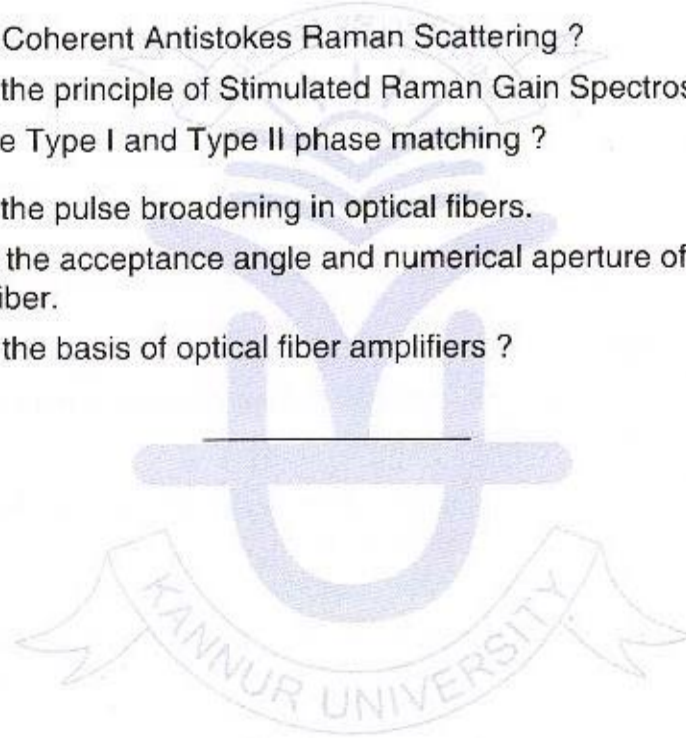 Coherent Antistokes Raman Scattering ?
the principle of Stimulated Raman Gain Spectros
e Type I and Type II phase matching ?
the pulse broadening in optical fibers.
the acceptance angle and numerical aperture of
iber.
the basis of optical fiber amplifiers ?
KANNUR UNIVERSITY